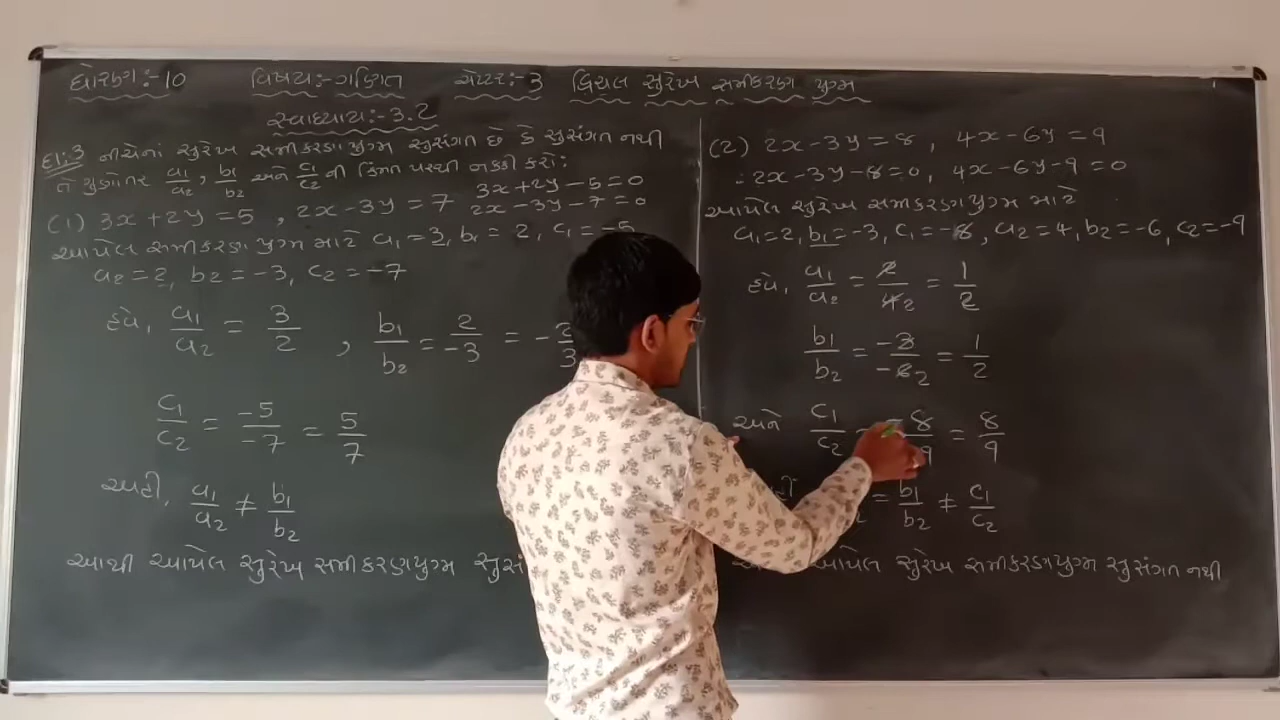 ધોરણ:-10 વિષય:-ગણિત ચેપ્ટર:-3 દ્વિચલ સુરેખ સમીકરણ યુગ્મ
સ્વાધ્યાય:-3.2
દા:3 નીચેનાં સુરેખ સમીકરણયુગ્મ સુસંગત છે કે સુસંગત નથી
તે ગુણોત્તર a₁/a₂, b₁/b₂ અને c₁/c₂ ની કિંમત પરથી નક્કી કરો:
(1) 3x+2y=5, 2x-3y=7
3x+2y-5=0
2x-3y-7=0
આપેલ સમીકરણ યુગ્મ માટે a₁=3, b₁=2, c₁=-5
a₂=2, b₂=-3, c₂=-7
હવે, a₁/a₂ = 3/2, b₁/b₂ = 2/-3 = -2/3
c₁/c₂ = -5/-7 = 5/7
અહી, a₁/a₂ ≠ b₁/b₂
આથી આપેલ સુરેખ સમીકરણયુગ્મ
(2) 2x-3y=8, 4x-6y=9
∴2x-3y-8=0, 4x-6y-9=0
આપેલ સુરેખ સમીકરણયુગ્મ માટે
a₁=2, b₁=-3, c₁=-8, a₂=4, b₂=-6, c₂=-9
હવે, a₁/a₂ = 2/4 2 = 1/2
b₁/b₂ = -3/-6 2 = 1/2
અને c₁/c₂ = -8/9 = 8/9
= b₁/b₂ ≠ c₁/c₂
આપેલ સુરેખ સમીકરણયુગ્મ સુસંગત નથી